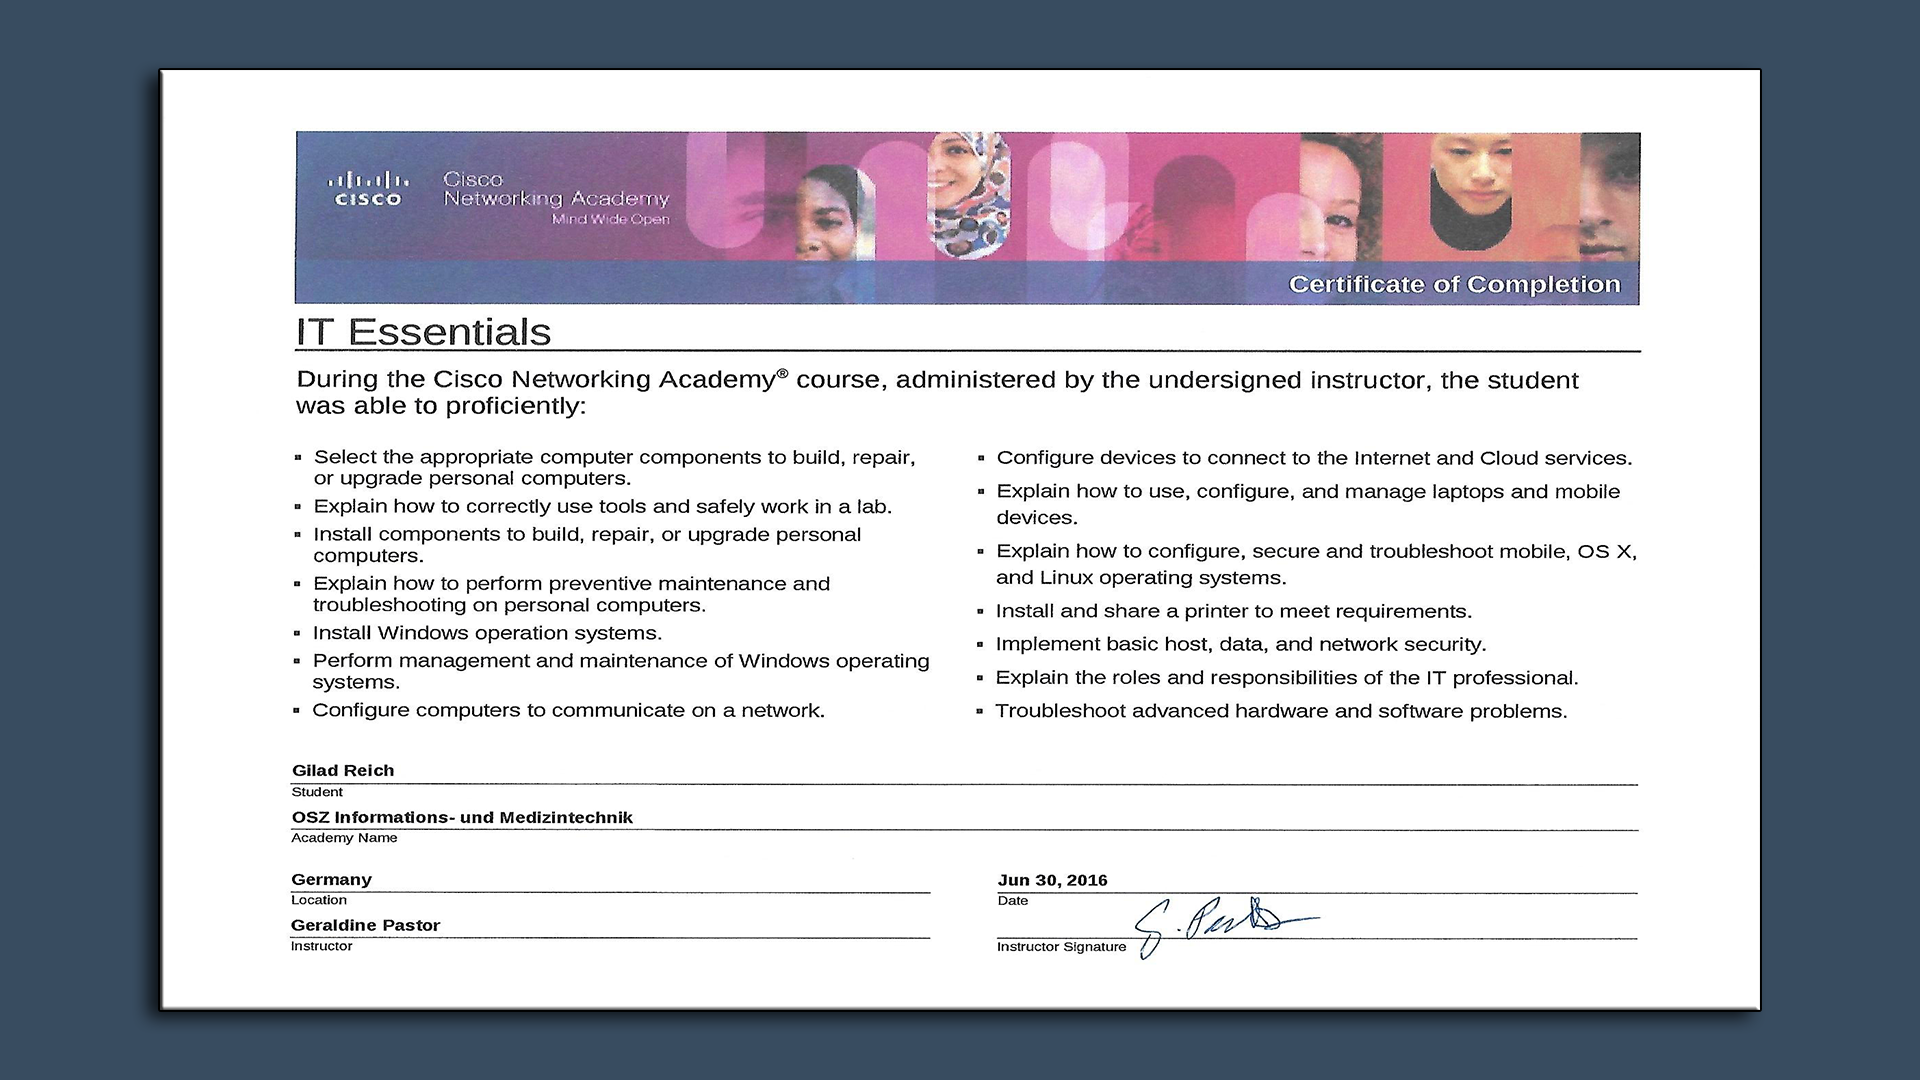 CISCO
Cisco
Networking Academy
Mind Wide Open
Certificate of Completion
IT Essentials
During the Cisco Networking Academy® course, administered by the undersigned instructor, the student
was able to proficiently:
▪ Select the appropriate computer components to build, repair,
or upgrade personal computers.
▪ Explain how to correctly use tools and safely work in a lab.
▪ Install components to build, repair, or upgrade personal
computers.
▪ Explain how to perform preventive maintenance and
troubleshooting on personal computers.
▪ Install Windows operation systems.
▪ Perform management and maintenance of Windows operating
systems.
▪ Configure computers to communicate on a network.
▪ Configure devices to connect to the Internet and Cloud services.
▪ Explain how to use, configure, and manage laptops and mobile
devices.
▪ Explain how to configure, secure and troubleshoot mobile, OS X,
and Linux operating systems.
▪ Install and share a printer to meet requirements.
▪ Implement basic host, data, and network security.
▪ Explain the roles and responsibilities of the IT professional.
▪ Troubleshoot advanced hardware and software problems.
Gilad Reich
Student
OSZ Informations- und Medizintechnik
Academy Name
Germany
Location
Jun 30, 2016
Date
Geraldine Pastor
Instructor
G. Pastor
Instructor Signature